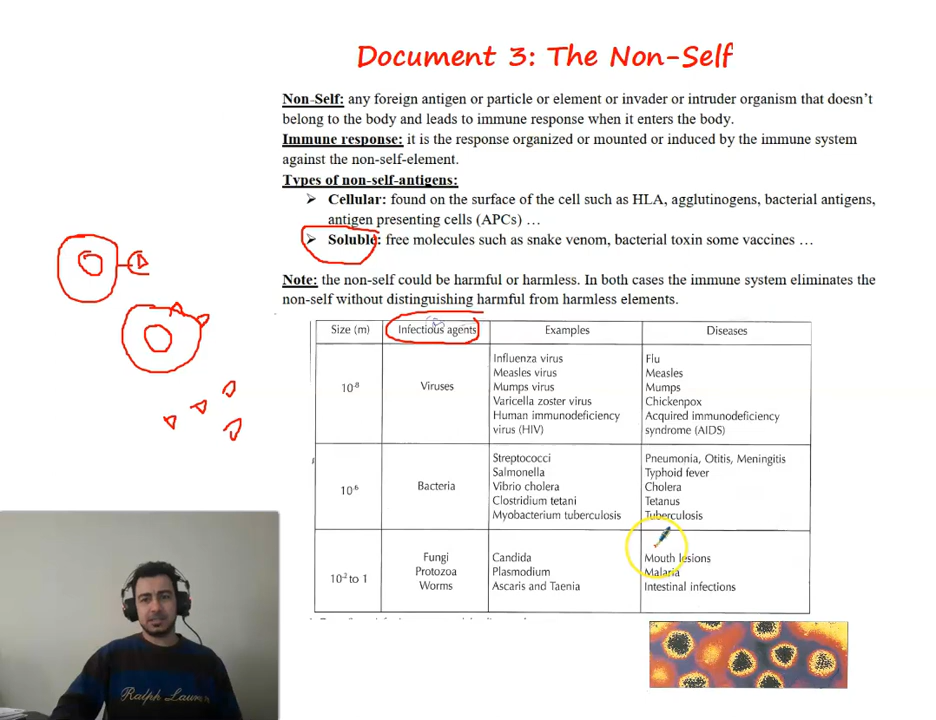 Document 3: The Non-Self
Non-Self: any foreign antigen or particle or element or invader or intruder organism that doesn't
belong to the body and leads to immune response when it enters the body.
Immune response: it is the response organized or mounted or induced by the immune system
against the non-self-element.
Types of non-self-antigens:
➢ Cellular: found on the surface of the cell such as HLA, agglutinogens, bacterial antigens,
antigen presenting cells (APCs) …
➢ Soluble: free molecules such as snake venom, bacterial toxin some vaccines …
Note: the non-self could be harmful or harmless. In both cases the immune system eliminates the
non-self without distinguishing harmful from harmless elements.
Size (m) Infectious agents Examples Diseases
Influenza virus Flu
Measles virus Measles
10-8 Viruses Mumps virus Mumps
Varicella zoster virus Chickenpox
Human immunodeficiency Acquired immunodeficiency
virus (HIV) syndrome (AIDS)
Streptococci Pneumonia, Otitis, Meningitis
Salmonella Typhoid fever
10-6 Bacteria Vibrio cholera Cholera
Clostridium tetani Tetanus
Myobacterium tuberculosis Tuberculosis
Fungi Candida Mouth lesions
10-2 to 1 Protozoa Plasmodium Malaria
Worms Ascaris and Taenia Intestinal infections
Ralph Lauren